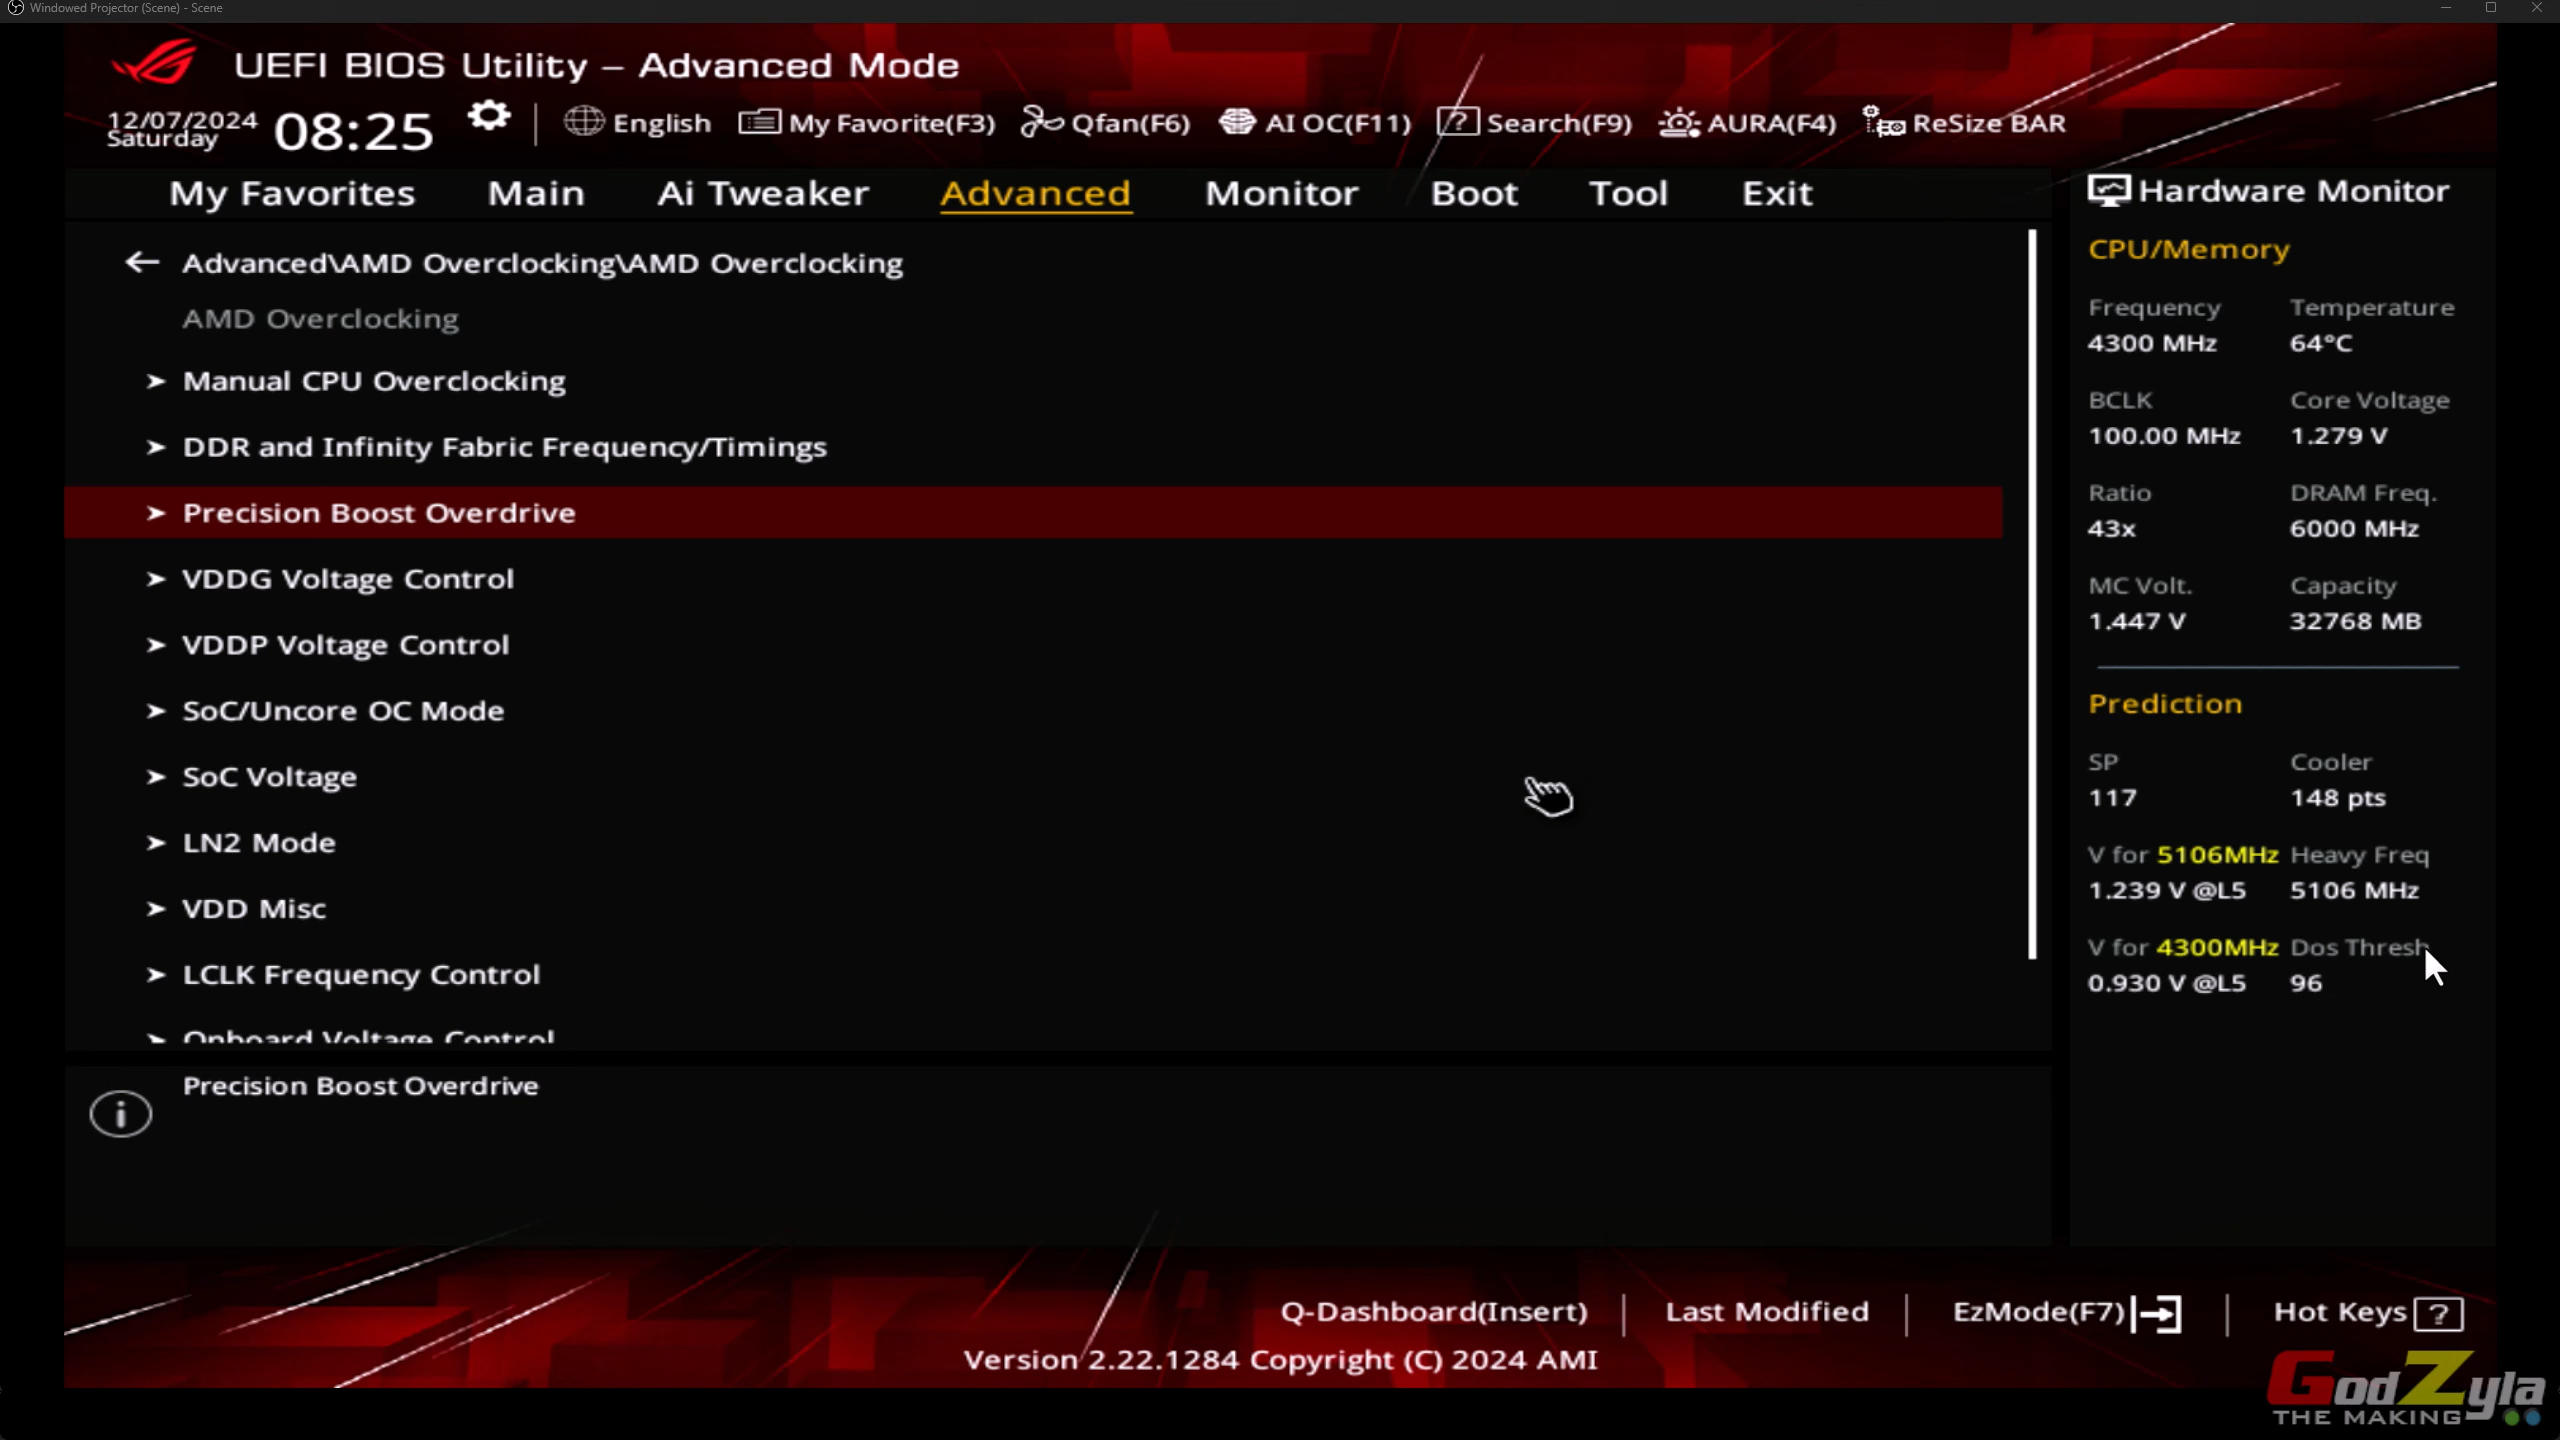 Windowed Projector (Scene) - Scene
UEFI BIOS Utility – Advanced Mode
12/07/2024
Saturday
08:25
English
My Favorite(F3)
Qfan(F6)
AI OC(F11)
? Search(F9)
AURA(F4)
ReSize BAR
My Favorites
Main
Ai Tweaker
Advanced
Monitor
Boot
Tool
Exit
Advanced\AMD Overclocking\AMD Overclocking
AMD Overclocking
Manual CPU Overclocking
DDR and Infinity Fabric Frequency/Timings
Precision Boost Overdrive
VDDG Voltage Control
VDDP Voltage Control
SoC/Uncore OC Mode
SoC Voltage
LN2 Mode
VDD Misc
LCLK Frequency Control
Onboard Voltage Control
i
Precision Boost Overdrive
Hardware Monitor
CPU/Memory
Frequency Temperature
4300 MHz 64°C
BCLK Core Voltage
100.00 MHz 1.279 V
Ratio DRAM Freq.
43x 6000 MHz
MC Volt. Capacity
1.447 V 32768 MB
Prediction
SP Cooler
117 148 pts
V for 5106MHz Heavy Freq
1.239 V @L5 5106 MHz
V for 4300MHz Dos Thresh
0.930 V @L5 96
Q-Dashboard(Insert)
Last Modified
EzMode(F7)
Hot Keys ?
Version 2.22.1284 Copyright (C) 2024 AMI
GodZyla
THE MAKING